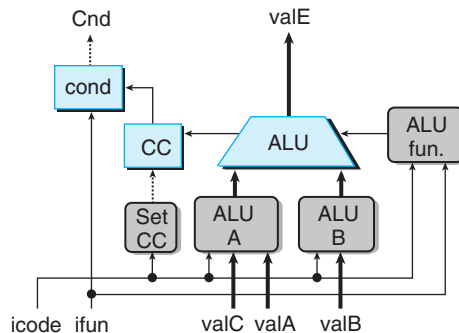 Cnd
valE
cond
CC
ALU
ALU
fun.
Set
CC
ALU
A
ALU
B
icode
ifun
valC
valA
valB